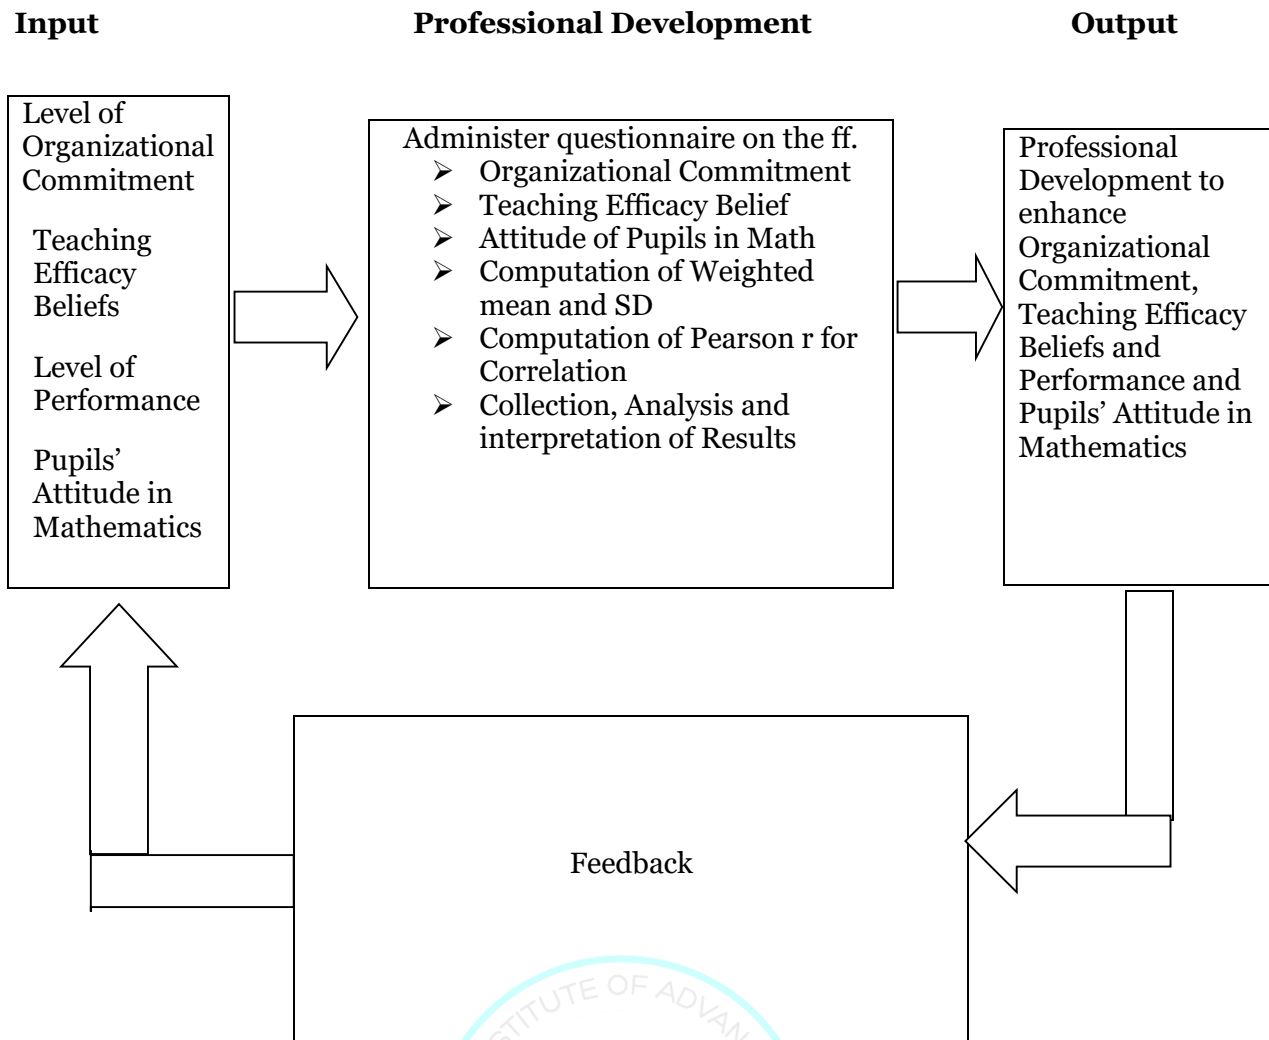 Input
Professional Development
Output
Level of
Organizational
Commitment
Teaching
Efficacy
Beliefs
Level of
Performance
Pupils’
Attitude in
Mathematics
Administer questionnaire on the ff.
➢ Organizational Commitment
➢ Teaching Efficacy Belief
➢ Attitude of Pupils in Math
➢ Computation of Weighted
mean and SD
➢ Computation of Pearson r for
Correlation
➢ Collection, Analysis and
interpretation of Results
Professional
Development to
enhance
Organizational
Commitment,
Teaching Efficacy
Beliefs and
Performance and
Pupils’ Attitude in
Mathematics
Feedback
STITUTE OF ADVAN